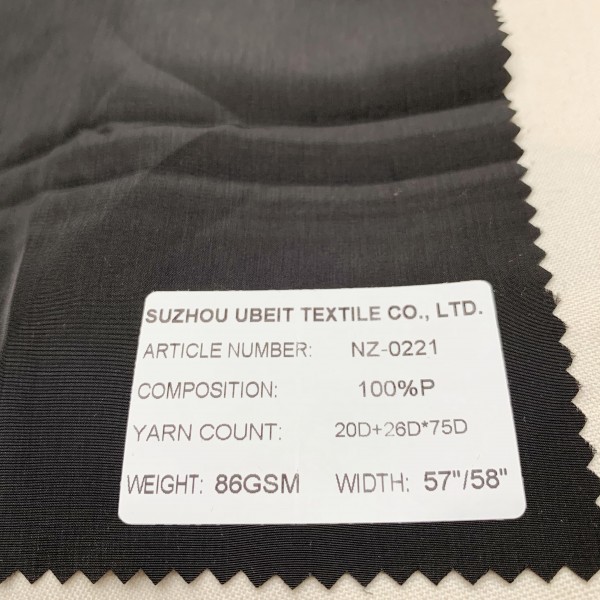 SUZHOU UBEIT TEXTILE CO., LTD.
ARTICLE NUMBER: NZ-0221
COMPOSITION: 100%P
YARN COUNT: 20D+26D*75D
WEIGHT: 86GSM WIDTH: 57"/58"